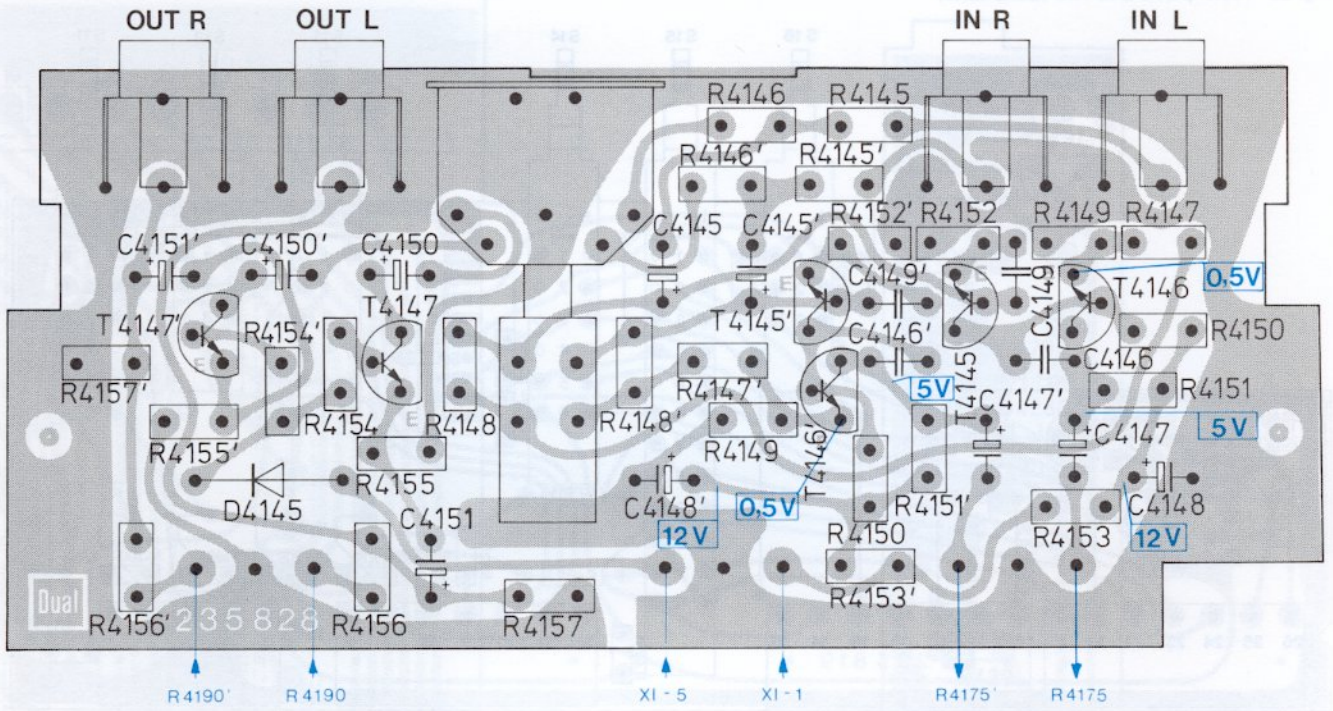 OUT R OUT L IN R IN L
R4146 R4145
R4146' R4145'
C4145 C4145' R4152' R4152 R4149 R4147
C4151' C4150' C4150 C4149' C4149 T4146 0,5V
T4147' R4154' T4147 T4145' E C4146' T4145 C4146 R4150
R4157' E R4147' 5V C4147' R4151
R4155' R4154 E R4148 R4148' R4149 T4146' C4147 5V
D4145 R4155 C4151 C4148' 12V 0,5V R4151' C4148
R4150 R4153 12V
Dual R4156' 235828 R4156 R4157 R4153'
R4190' R4190 XI-5 XI-1 R4175' R4175